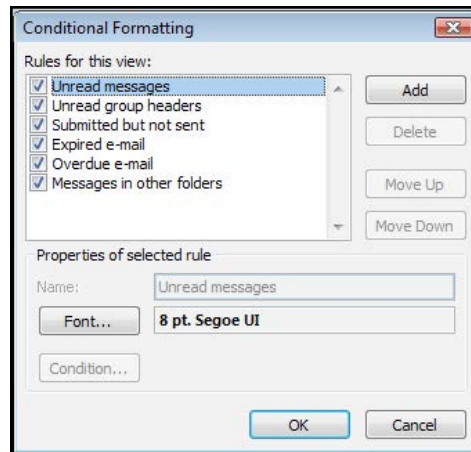 Conditional Formatting
Rules for this view:
Unread messages
Unread group headers
Submitted but not sent
Expired e-mail
Overdue e-mail
Messages in other folders
Add
Delete
Move Up
Move Down
Properties of selected rule
Name:
Unread messages
Font...
8 pt. Segoe UI
Condition...
OK
Cancel